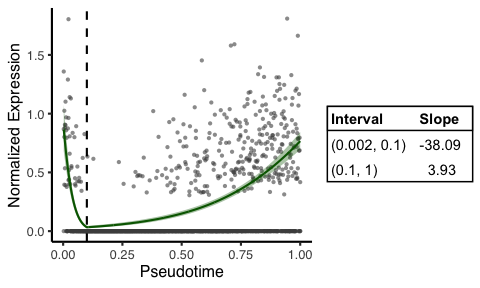 Normalized Expression
1.5
1.0
0.5
0.0
0.00 0.25 0.50 0.75 1.00
Pseudotime
Interval Slope
(0.002, 0.1) -38.09
(0.1, 1) 3.93